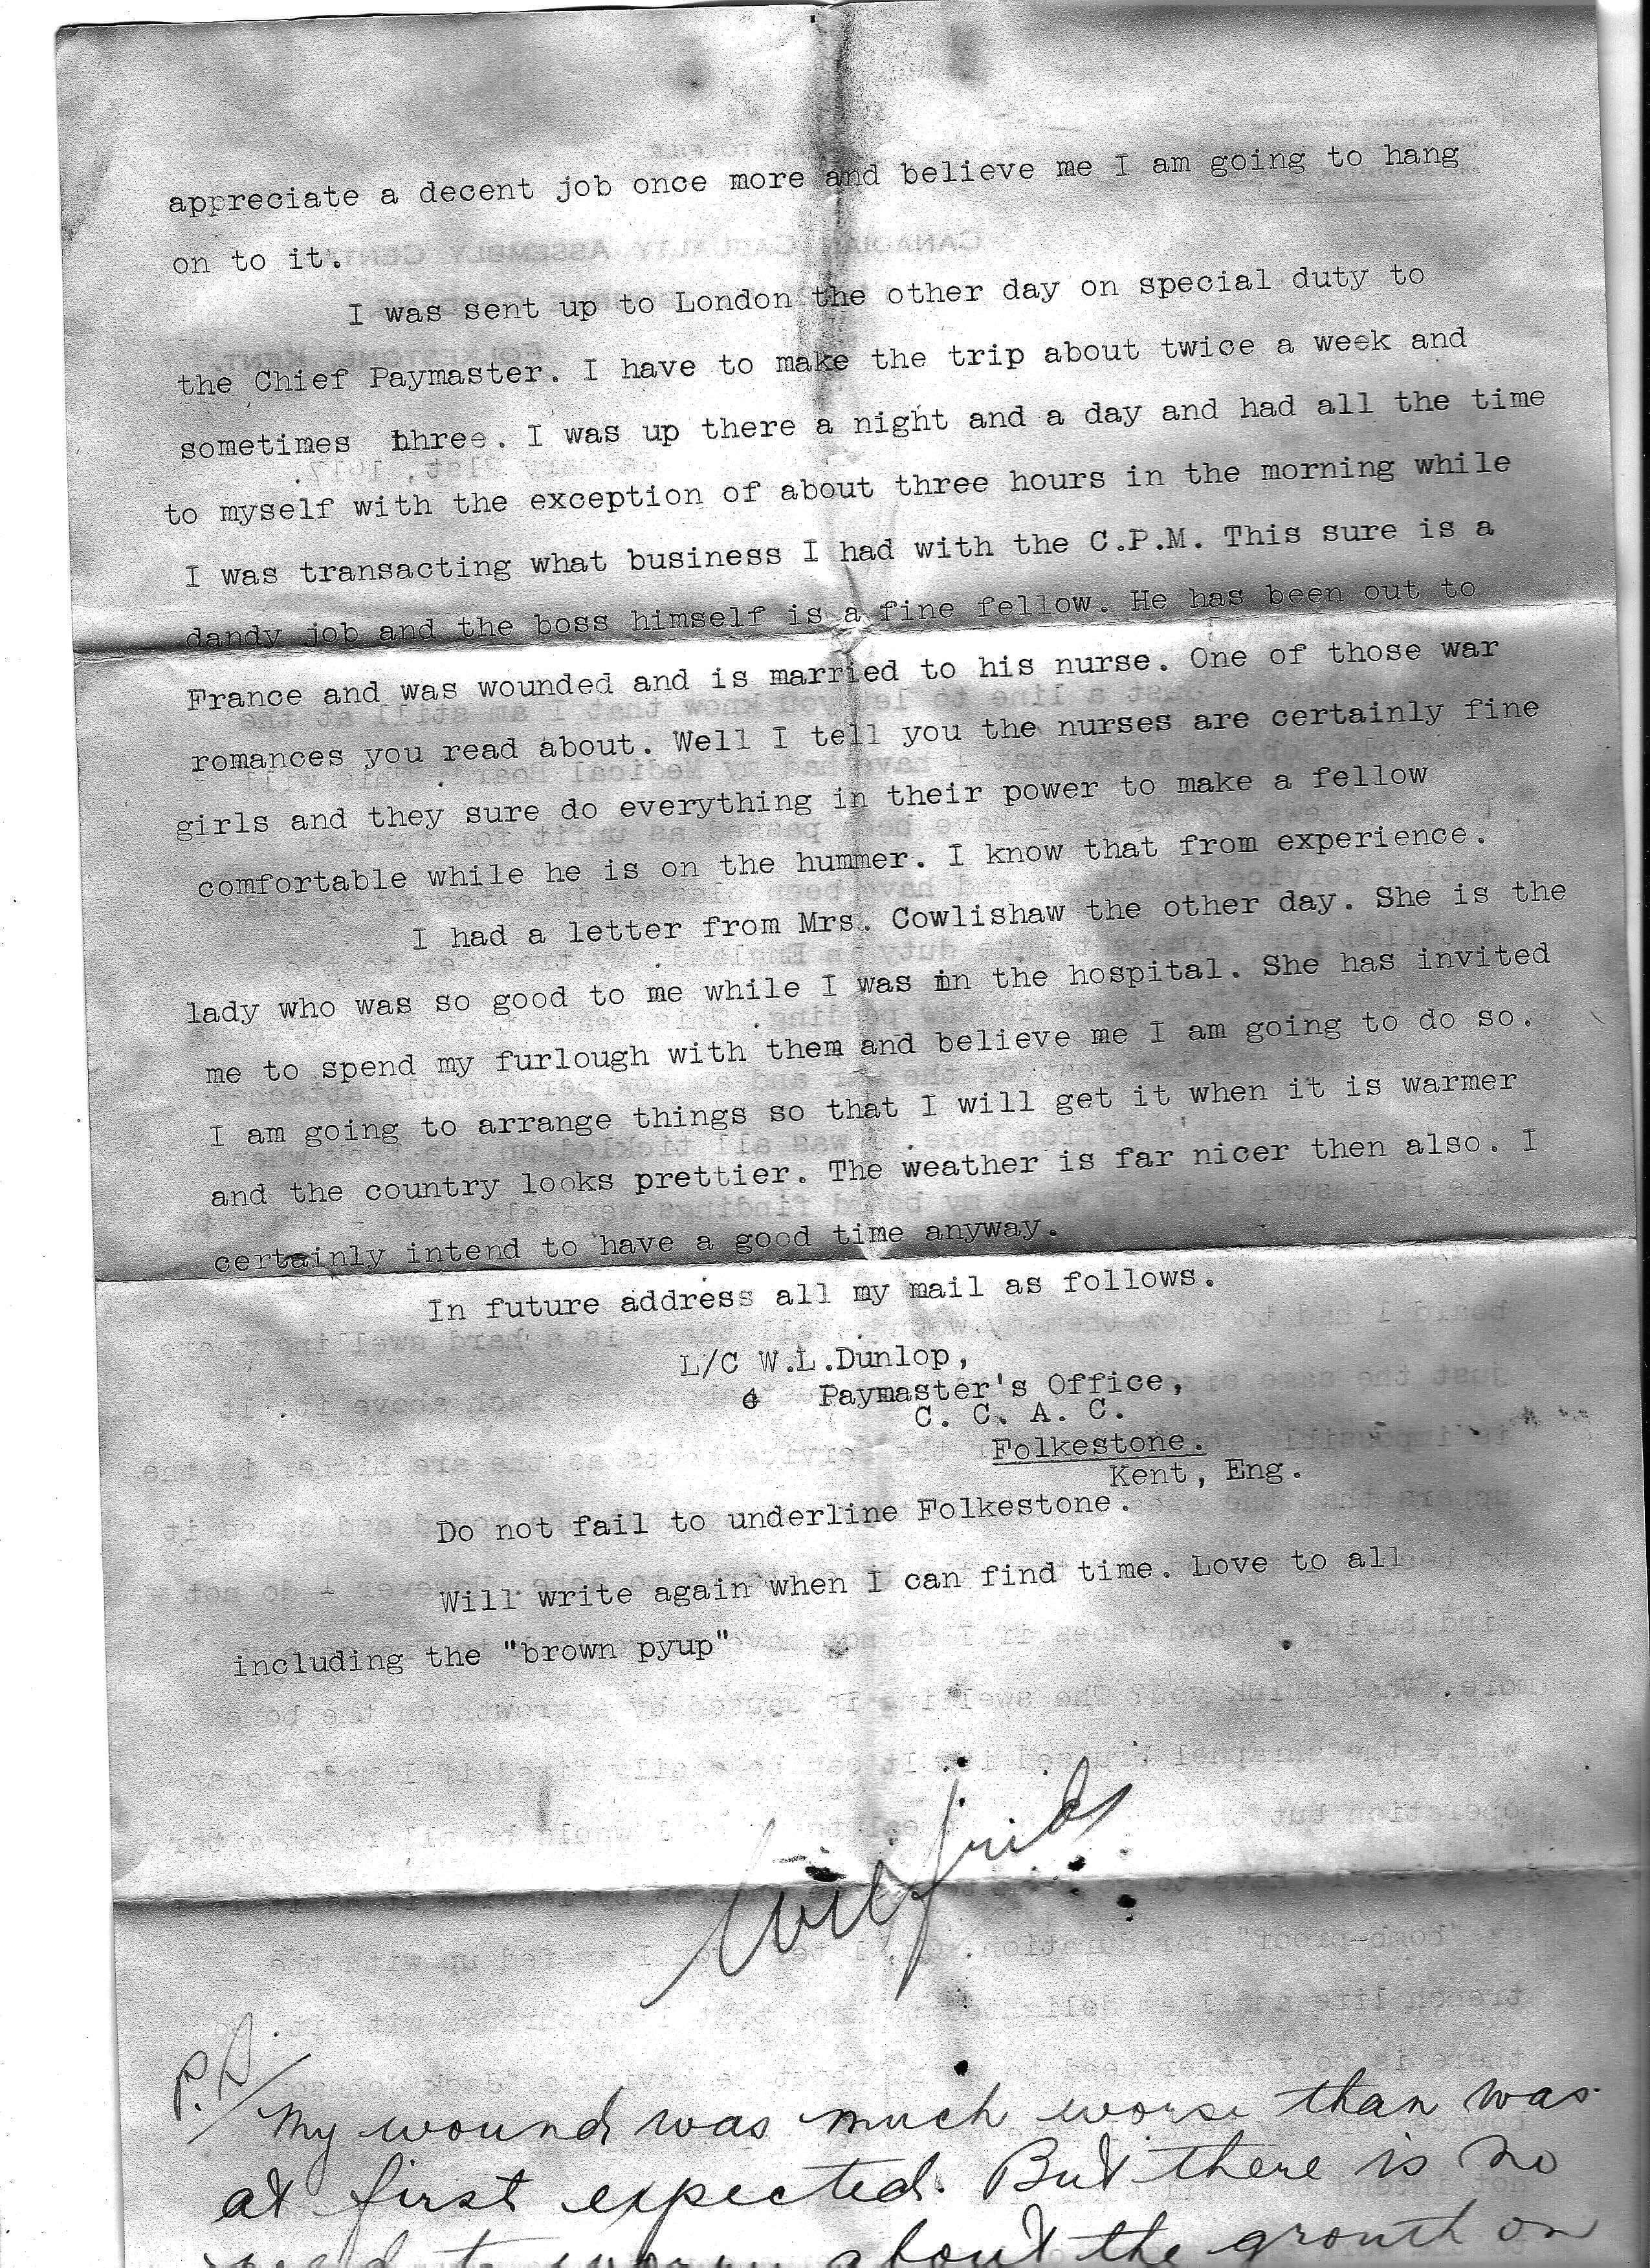 appreciate a decent job once more and believe me I am going to hang
on to it.
I was sent up to London the other day on special duty to
the Chief Paymaster. I have to make the trip about twice a week and
sometimes three. I was up there a night and a day and had all the time
to myself with the exception of about three hours in the morning while
I was transacting what business I had with the C.P.M. This sure is a
dandy job and the boss himself is a fine fellow. He has been out to
France and was wounded and is married to his nurse. One of those war
romances you read about. Well I tell you the nurses are certainly fine
girls and they sure do everything in their power to make a fellow
comfortable while he is on the hummer. I know that from experience.
I had a letter from Mrs. Cowlishaw the other day. She is the
lady who was so good to me while I was in the hospital. She has invited
me to spend my furlough with them and believe me I am going to do so.
I am going to arrange things so that I will get it when it is warmer
and the country looks prettier. The weather is far nicer then also. I
certainly intend to have a good time anyway.
In future address all my mail as follows.
L/C W.L.Dunlop,
Paymaster's Office,
C. C. A. C.
Folkestone.
Kent, Eng.
Do not fail to underline Folkestone.
Will write again when I can find time. Love to all
including the "brown pyup"
Wilfrid
P.S.
My wound was much worse than was
at first expected. But there is no
need to worry about the growth on